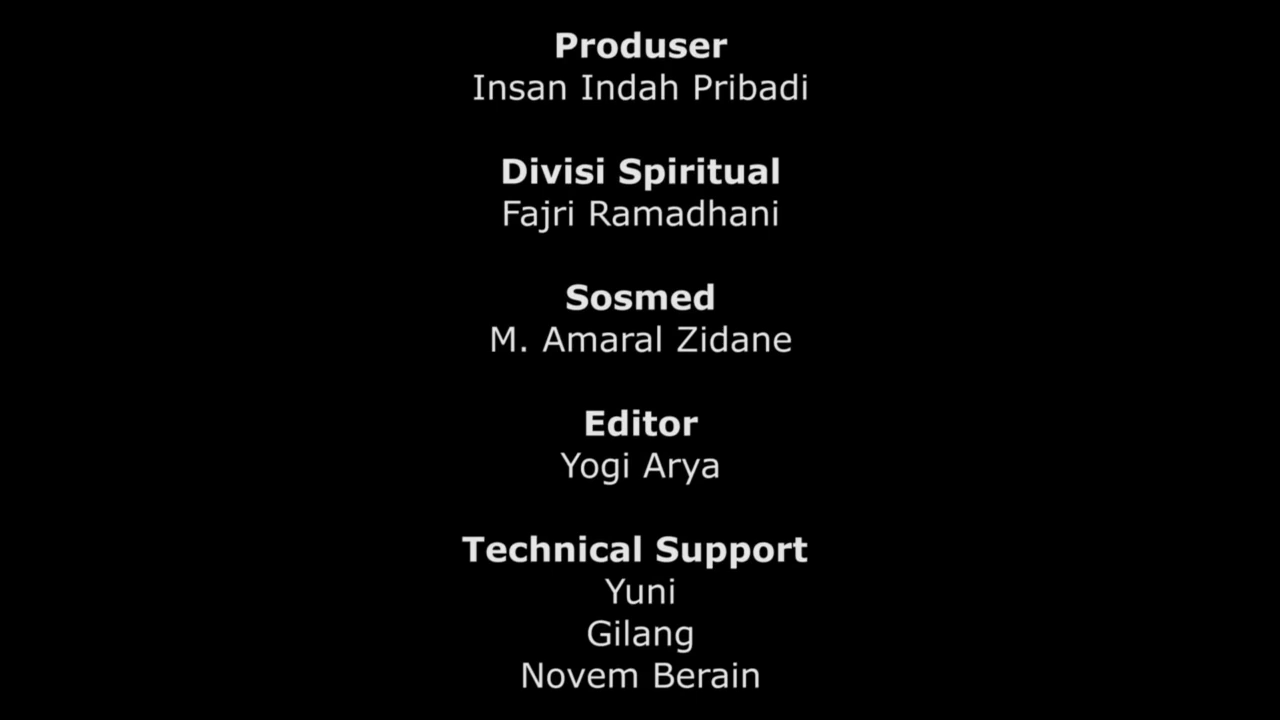 Produser
Insan Indah Pribadi
Divisi Spiritual
Fajri Ramadhani
Sosmed
M. Amaral Zidane
Editor
Yogi Arya
Technical Support
Yuni
Gilang
Novem Berain